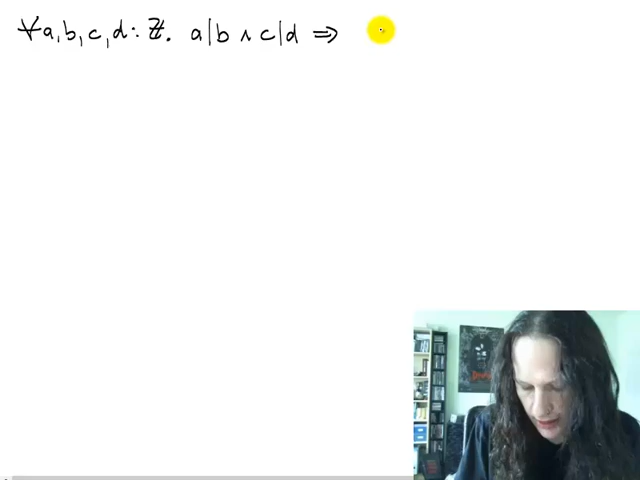 ∀a,b,c,d:ℤ. a|b ∧ c|d ⇒